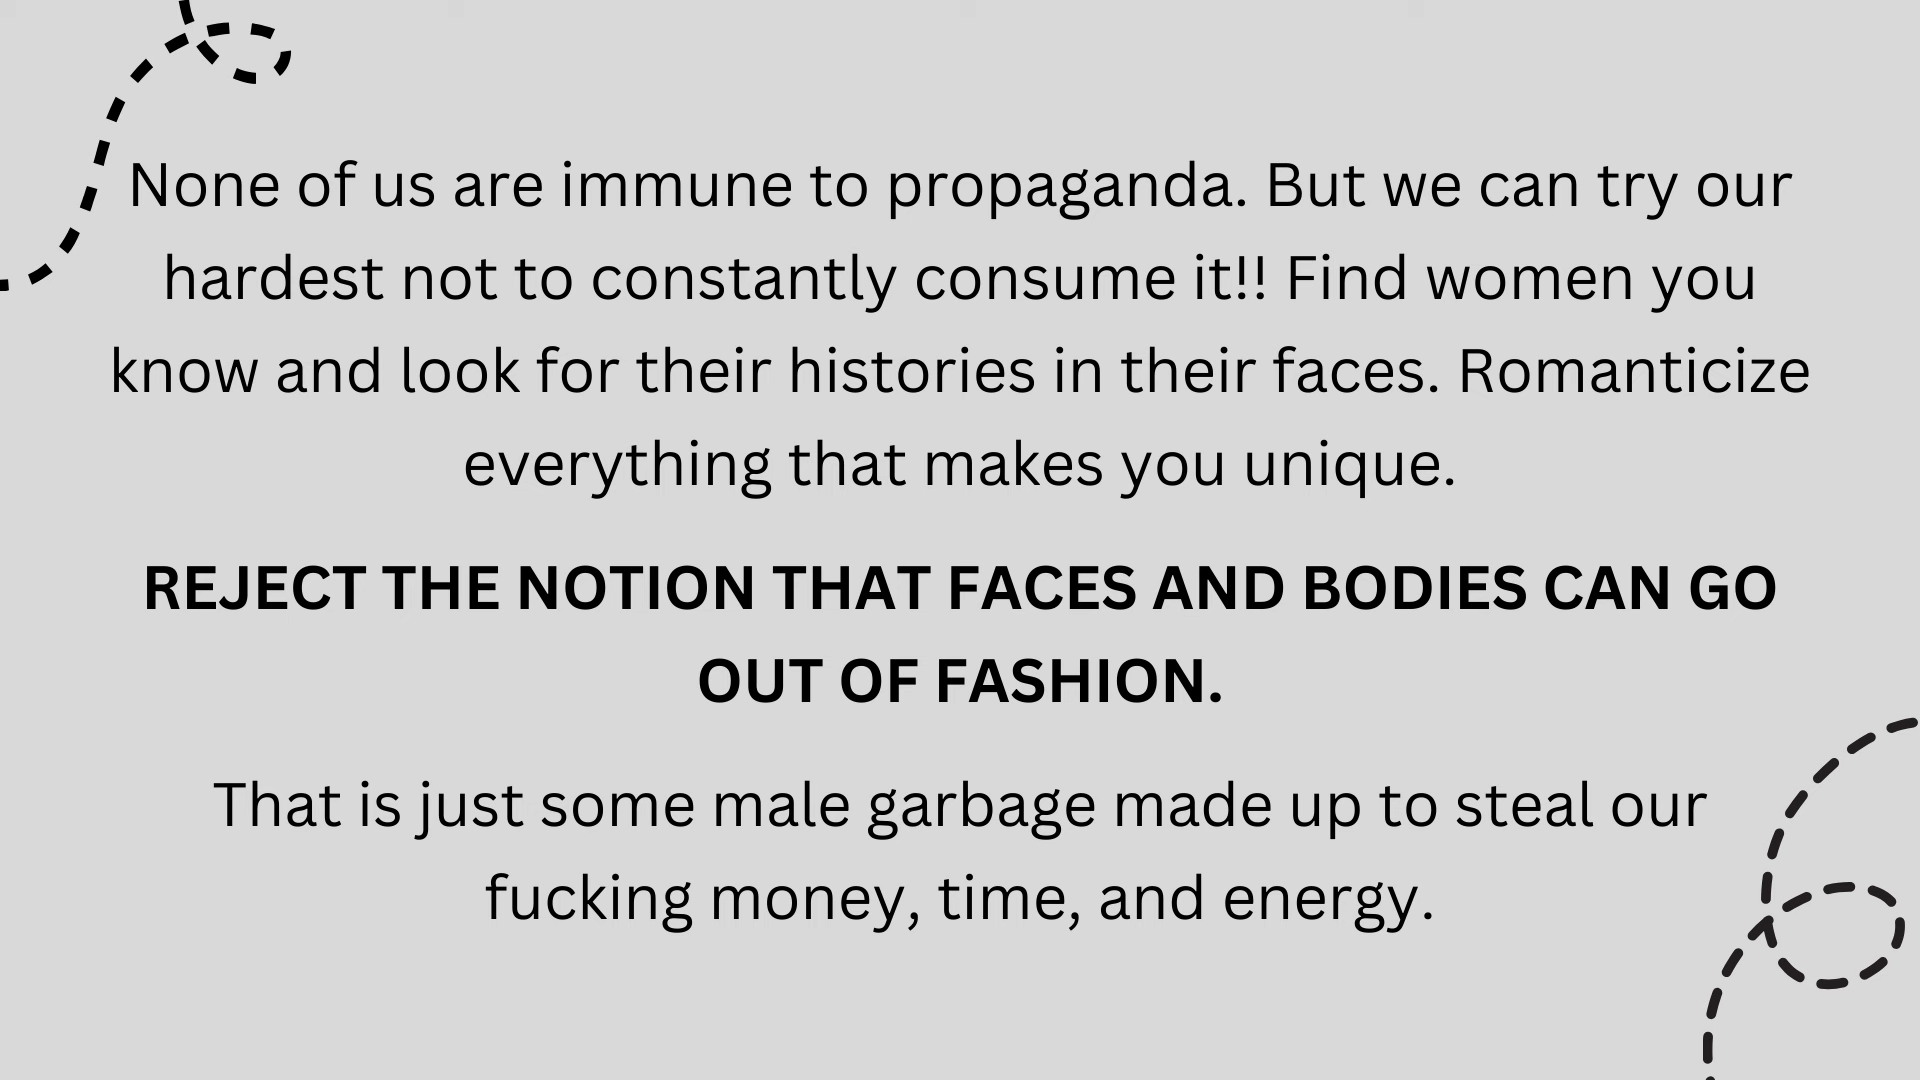 None of us are immune to propaganda. But we can try our
hardest not to constantly consume it!! Find women you
know and look for their histories in their faces. Romanticize
everything that makes you unique.
REJECT THE NOTION THAT FACES AND BODIES CAN GO
OUT OF FASHION.
That is just some male garbage made up to steal our
fucking money, time, and energy.